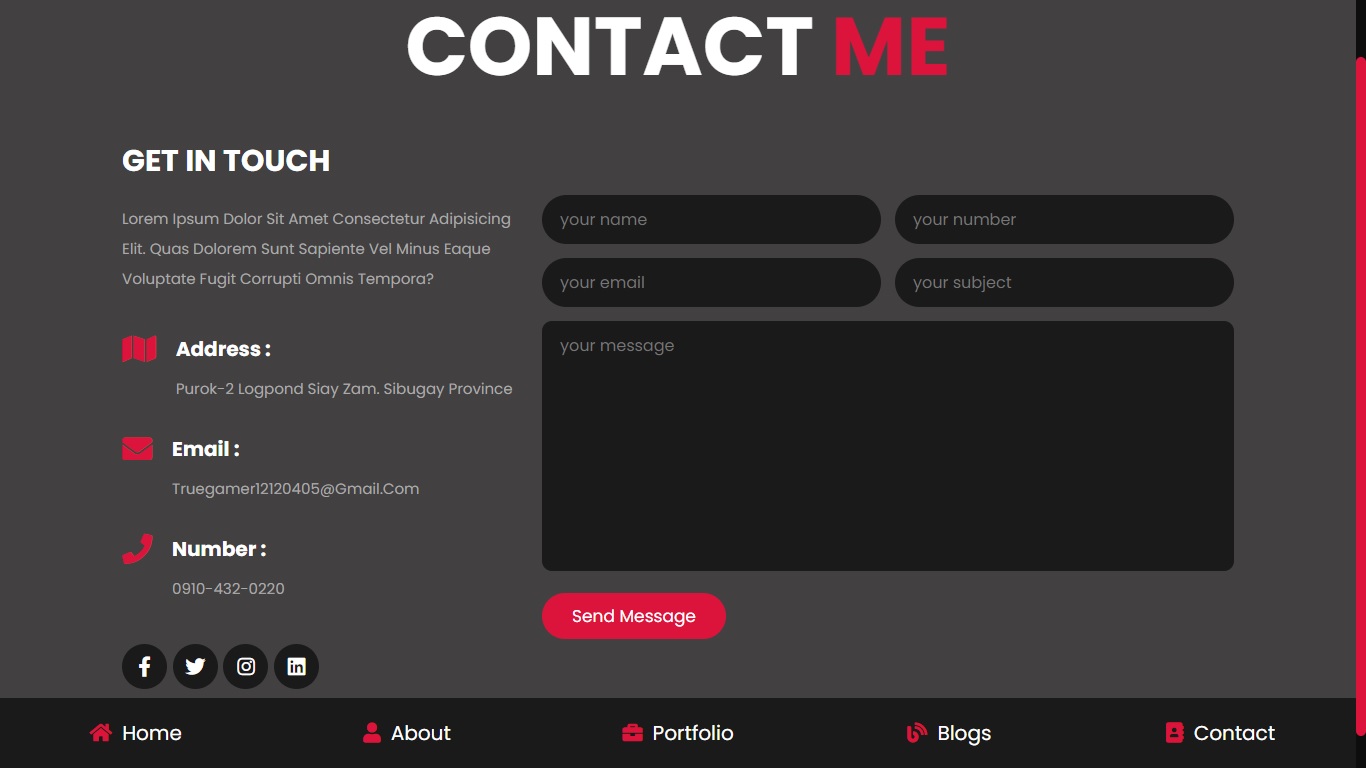 CONTACT ME
GET IN TOUCH
Lorem Ipsum Dolor Sit Amet Consectetur Adipisicing
Elit. Quas Dolorem Sunt Sapiente Vel Minus Eaque
Voluptate Fugit Corrupti Omnis Tempora?
Address :
Purok-2 Logpond Siay Zam. Sibugay Province
Email :
Truegamer12120405@Gmail.Com
Number :
0910-432-0220
your name
your number
your email
your subject
your message
Send Message
Home
About
Portfolio
Blogs
Contact